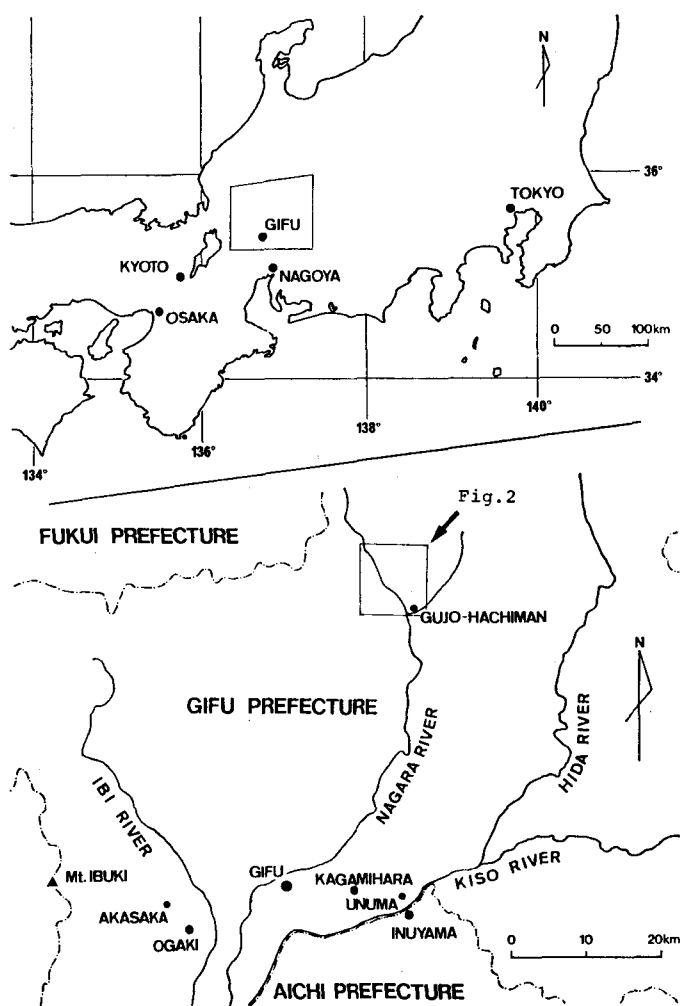 N
36°
TOKYO
GIFU
KYOTO
NAGOYA
OSAKA
0 50 100km
34°
134°
136°
138°
140°
Fig.2
FUKUI PREFECTURE
GUJO-HACHIMAN
N
GIFU PREFECTURE
NAGARA RIVER
HIDA RIVER
IBI RIVER
Mt. IBUKI
GIFU
KAGAMIHARA
KISO RIVER
UNUMA
AKASAKA
INUYAMA
OGAKI
0 10 20km
AICHI PREFECTURE